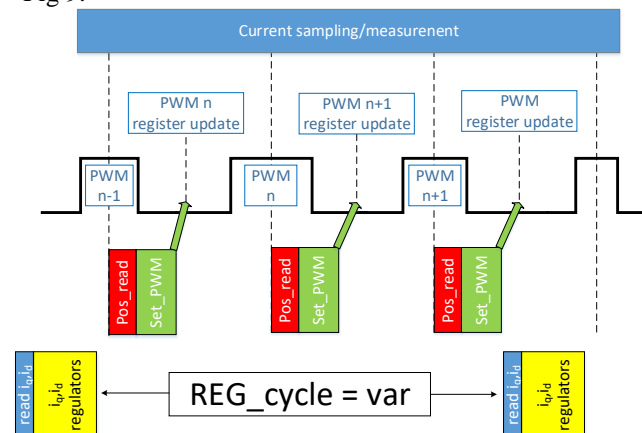 Current sampling/measurenent
PWM n
register update
PWM n+1
register update
PWM
register update
PWM
n-1
PWM
n
PWM
n+1
Pos_read
Set_PWM
Pos_read
Set_PWM
Pos_read
Set_PWM
read iq,id
iq,id
regulators
REG_cycle = var
read iq,id
iq,id
regulators